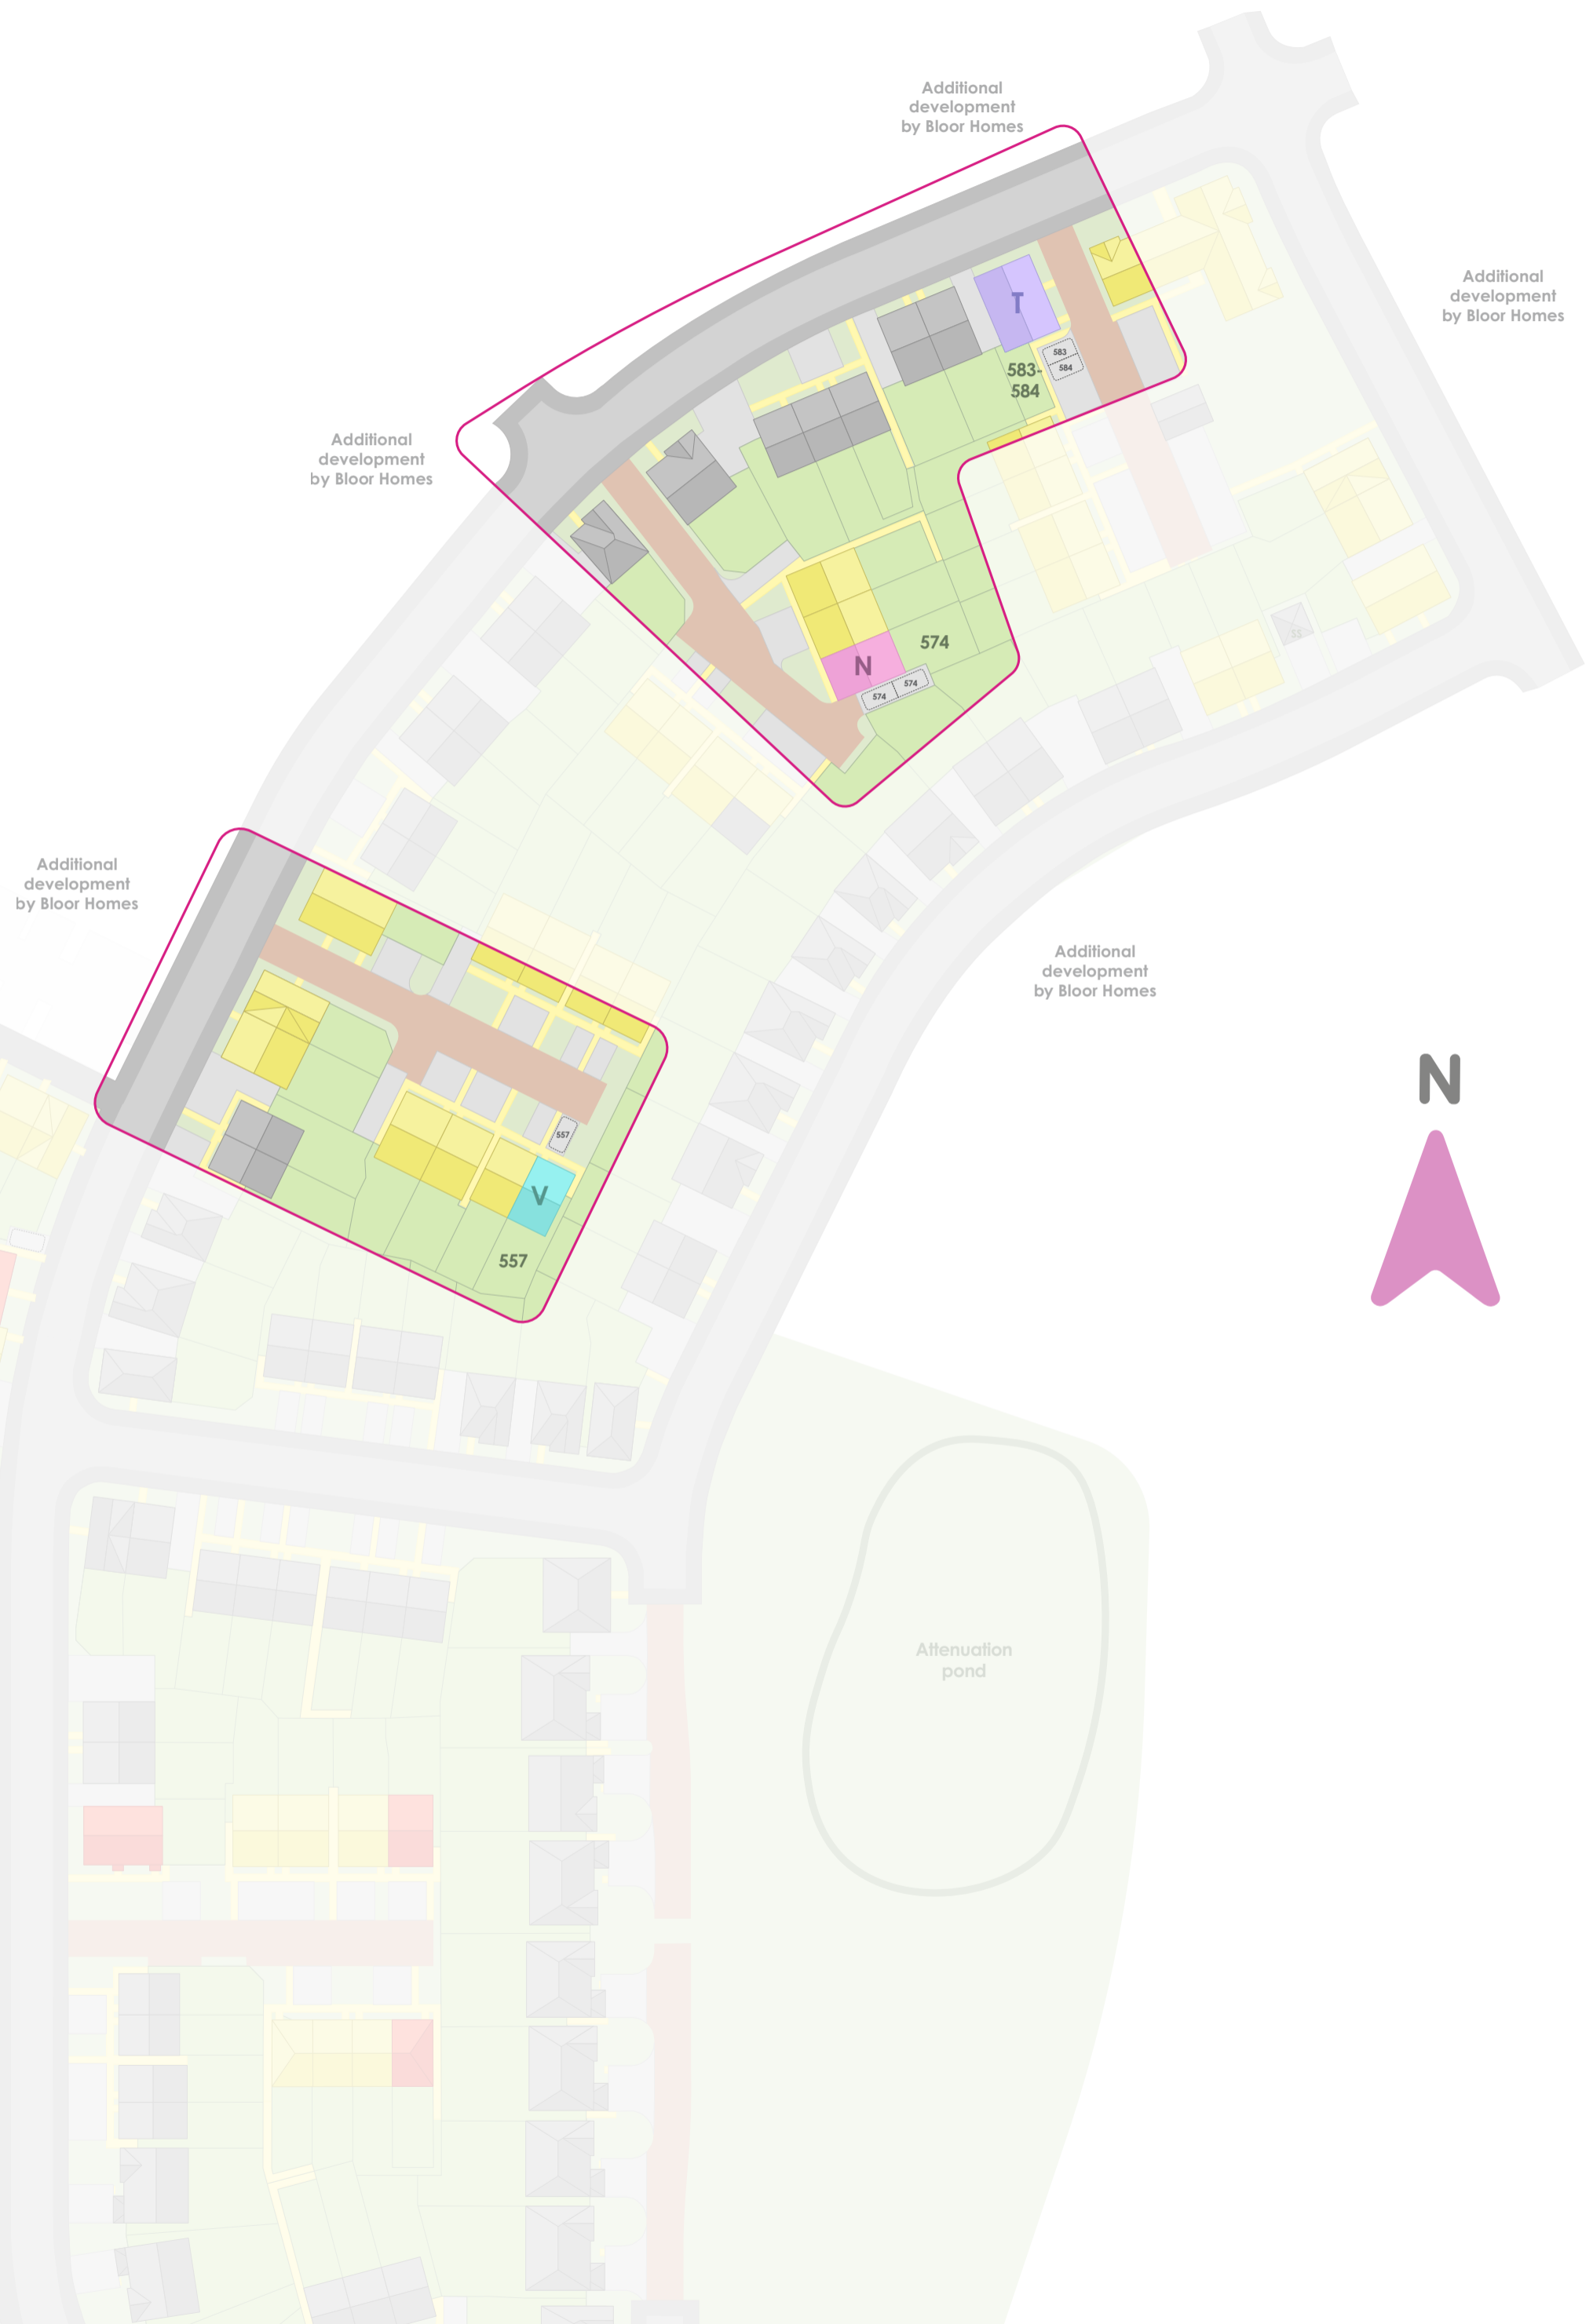 Additional
development
by Bloor Homes
Additional
development
by Bloor Homes
T
583
584
583-
584
Additional
development
by Bloor Homes
SS
574
N
574
574
Additional
development
by Bloor Homes
Additional
development
by Bloor Homes
N
557
V
557
Attenuation
pond